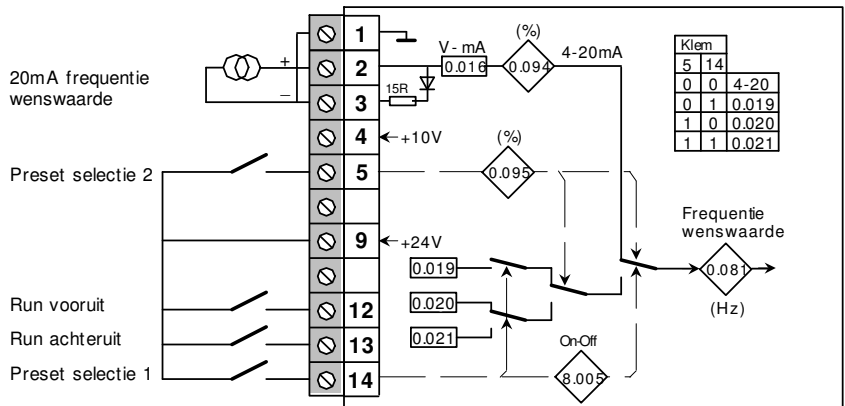 1
(%)
V - mA
4-20mA
Klem
5 14
0 0 4-20
0 1 0.019
1 0 0.020
1 1 0.021
20mA frequentie
wenswaarde
+
–
2
0.016
0.094
15R
3
4
+10V
(%)
Preset selectie 2
5
0.095
Frequentie
wenswaarde
9
+24V
0.019
0.081
(Hz)
0.020
Run vooruit
12
0.021
Run achteruit
13
On-Off
Preset selectie 1
14
8.005